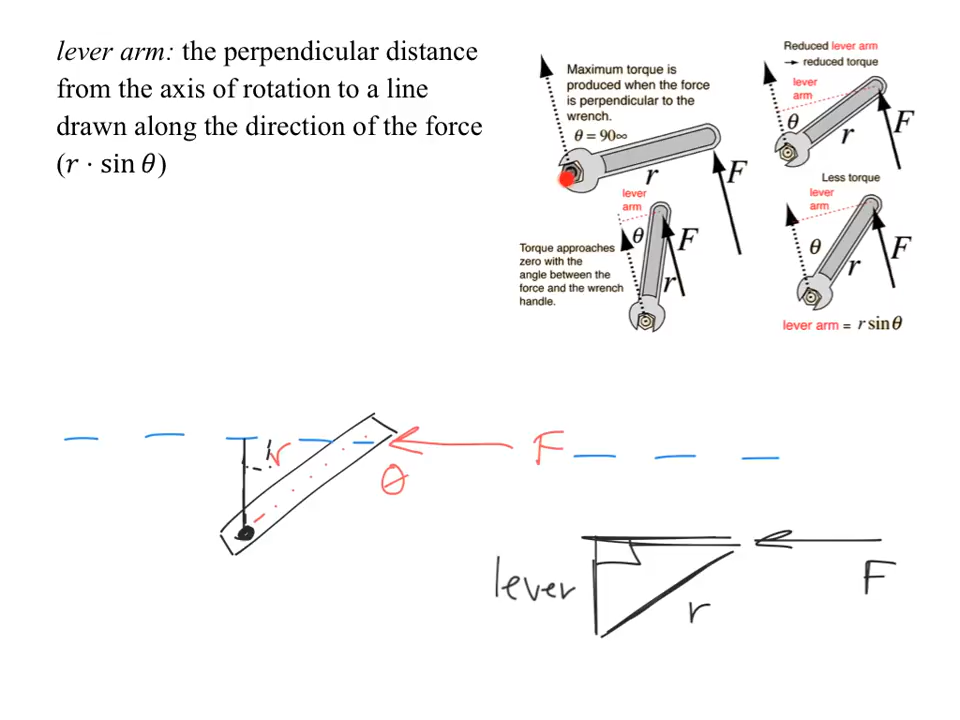 lever arm: the perpendicular distance
from the axis of rotation to a line
drawn along the direction of the force
(r · sin θ)
Maximum torque is
produced when the force
is perpendicular to the
wrench.
θ = 90∞
r
F
Reduced lever arm
→ reduced torque
lever
arm
θ
r
F
lever
arm
θ
F
r
Torque approaches
zero with the
angle between the
force and the wrench
handle.
Less torque
lever
arm
θ
r
F
lever arm = r sin θ
r
F
θ
lever
r
F